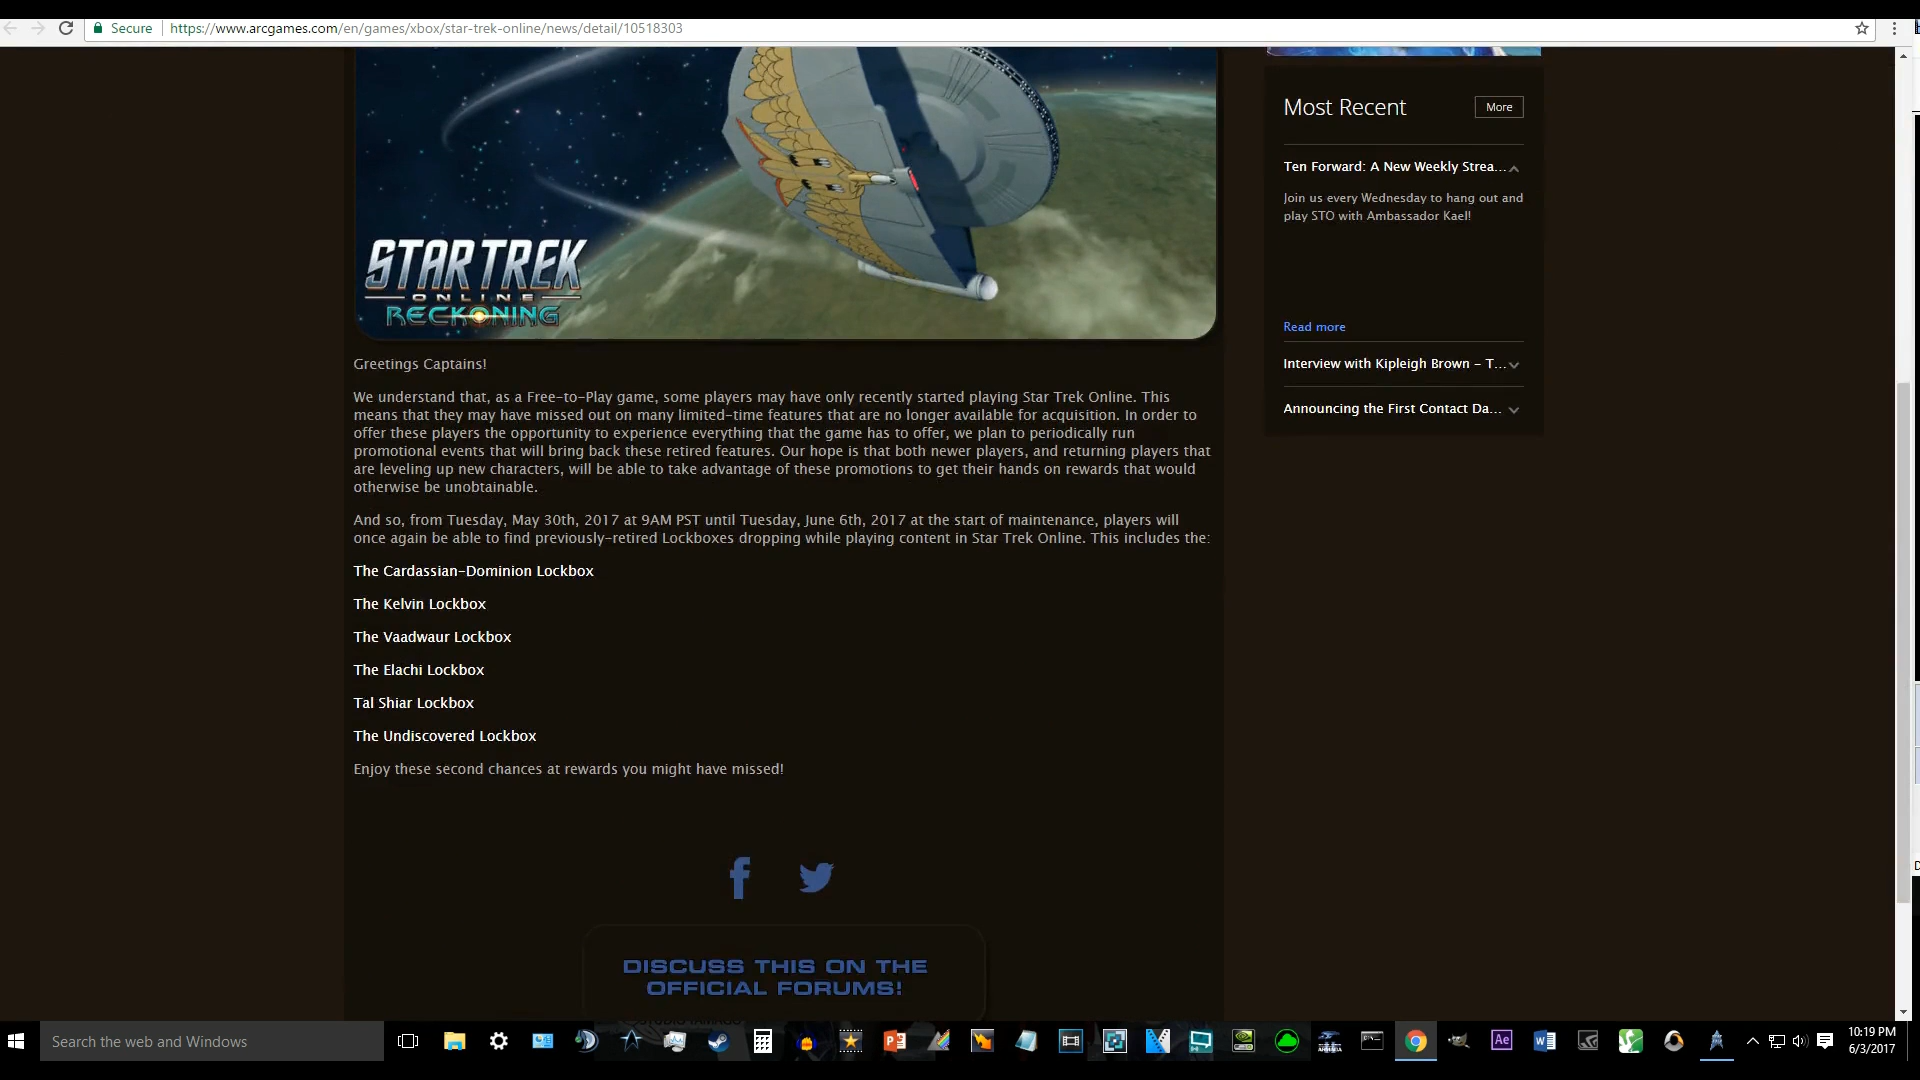 Secure https://www.arcgames.com/en/games/xbox/star-trek-online/news/detail/10518303
STAR TREK
ONLINE
RECKONING
Most Recent More
Ten Forward: A New Weekly Strea...
Join us every Wednesday to hang out and
play STO with Ambassador Kael!
Read more
Interview with Kipleigh Brown – T...
Announcing the First Contact Da...
Greetings Captains!
We understand that, as a Free-to-Play game, some players may have only recently started playing Star Trek Online. This
means that they may have missed out on many limited-time features that are no longer available for acquisition. In order to
offer these players the opportunity to experience everything that the game has to offer, we plan to periodically run
promotional events that will bring back these retired features. Our hope is that both newer players, and returning players that
are leveling up new characters, will be able to take advantage of these promotions to get their hands on rewards that would
otherwise be unobtainable.
And so, from Tuesday, May 30th, 2017 at 9AM PST until Tuesday, June 6th, 2017 at the start of maintenance, players will
once again be able to find previously-retired Lockboxes dropping while playing content in Star Trek Online. This includes the:
The Cardassian-Dominion Lockbox
The Kelvin Lockbox
The Vaadwaur Lockbox
The Elachi Lockbox
Tal Shiar Lockbox
The Undiscovered Lockbox
Enjoy these second chances at rewards you might have missed!
DISCUSS THIS ON THE
OFFICIAL FORUMS!
Search the web and Windows
Ae
10:19 PM
6/3/2017